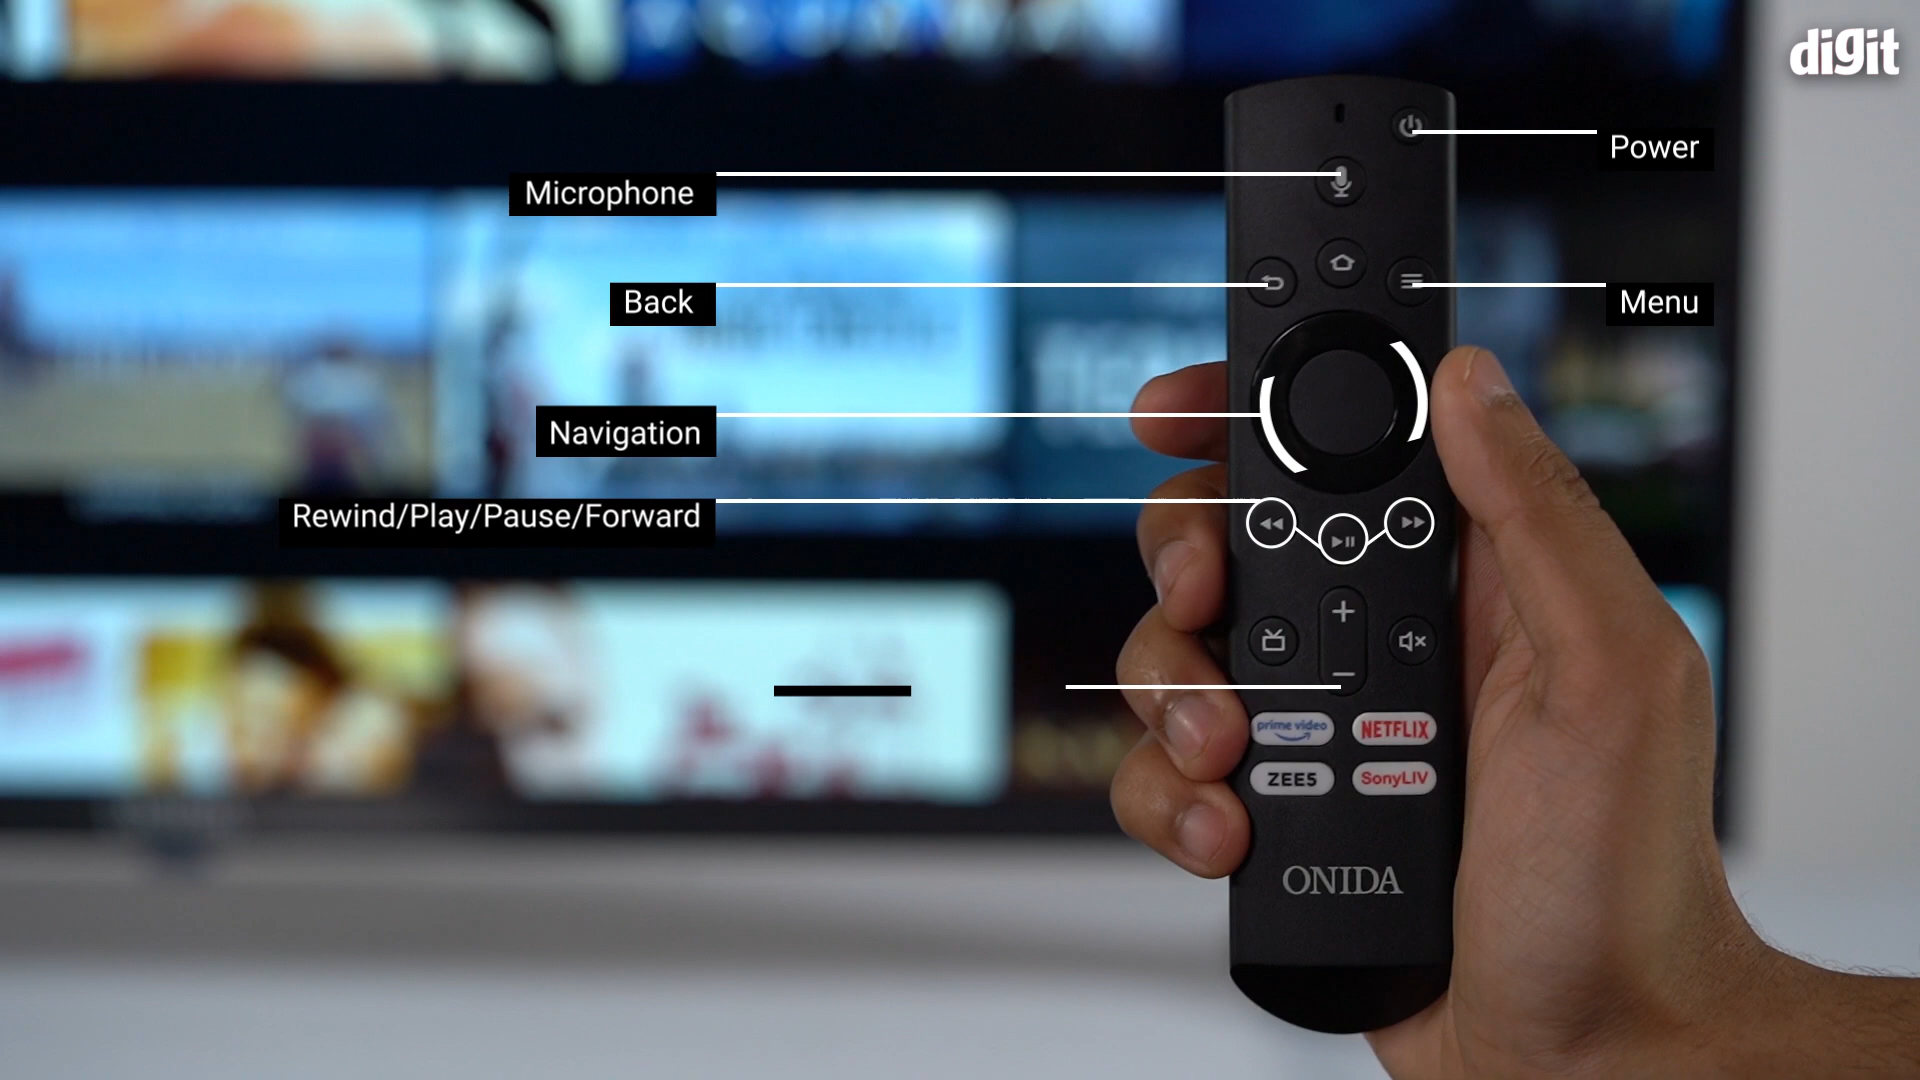 digit
Power
Microphone
Back
Menu
Navigation
Rewind/Play/Pause/Forward
prime video
NETFLIX
ZEE5
SonyLIV
ONIDA